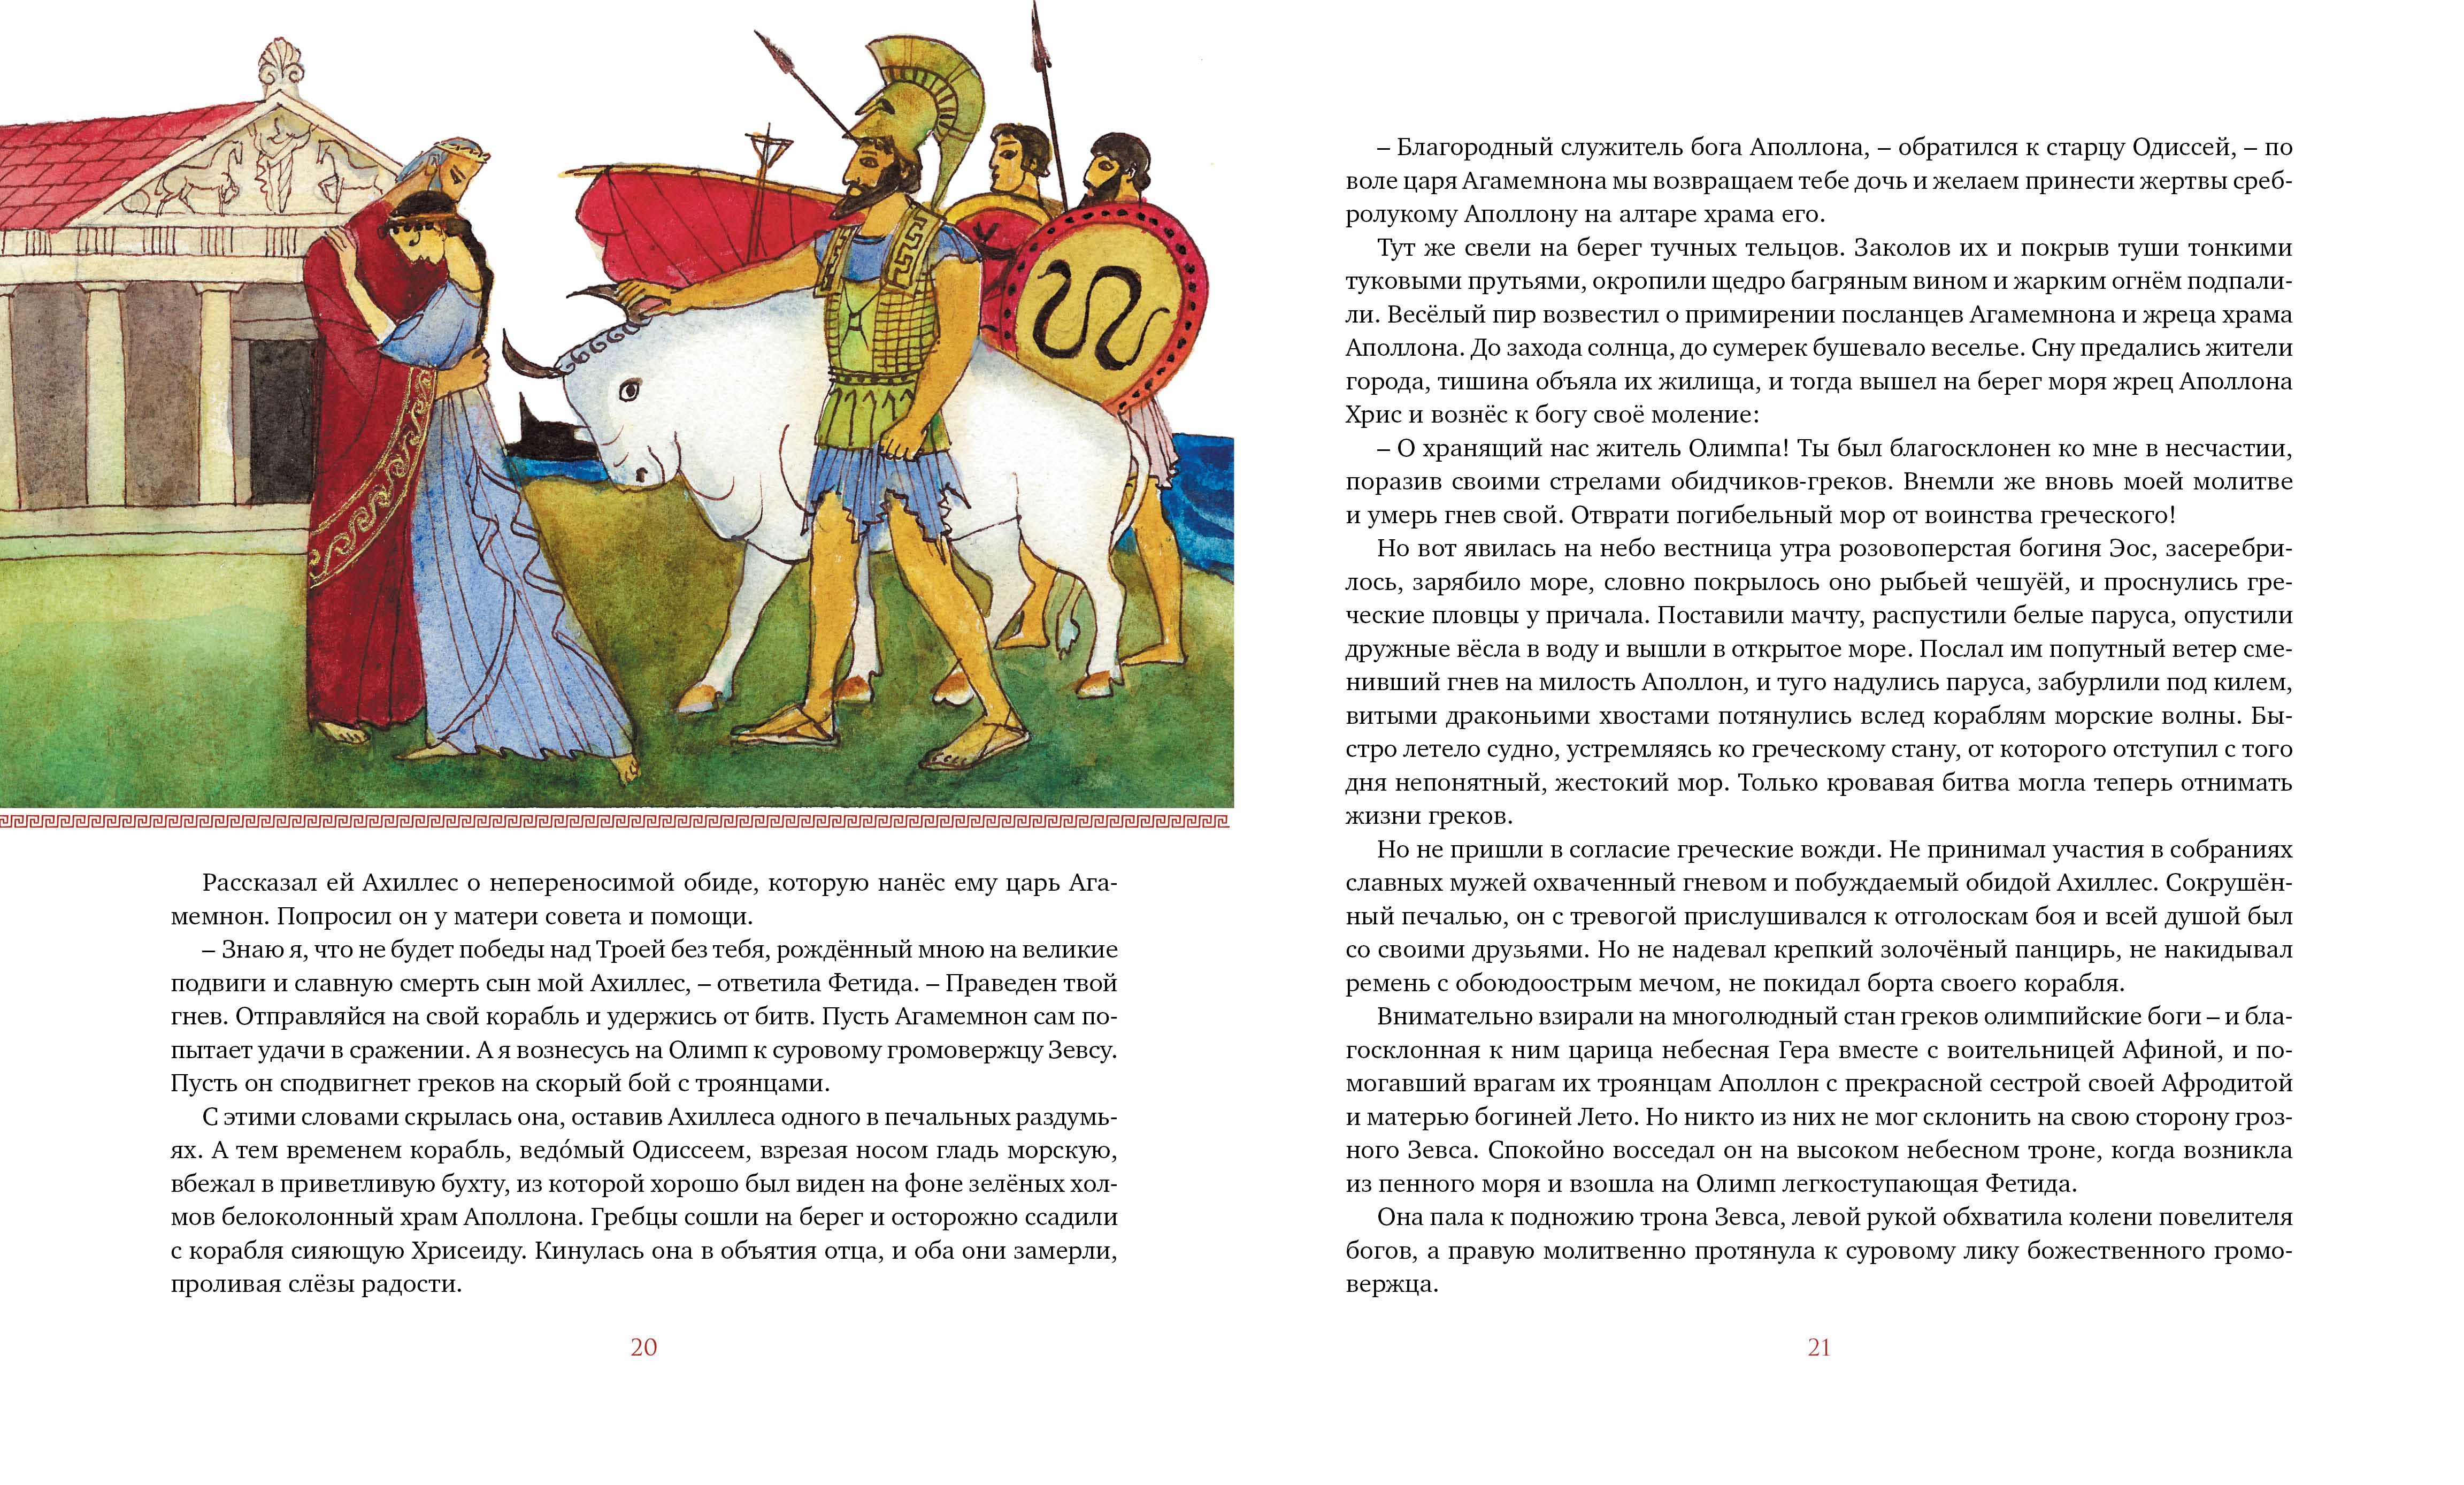 Рассказал ей Ахиллес о непереносимой обиде, которую нанёс ему царь Ага-
мемнон. Попросил он у матери совета и помощи.
– Знаю я, что не будет победы над Троей без тебя, рождённый мною на великие
подвиги и славную смерть сын мой Ахиллес, – ответила Фетида. – Праведен твой
гнев. Отправляйся на свой корабль и удержись от битв. Пусть Агамемнон сам по-
пытает удачи в сражении. А я вознесусь на Олимп к суровому громовержцу Зевсу.
Пусть он сподвигнет греков на скорый бой с троянцами.
С этими словами скрылась она, оставив Ахиллеса одного в печальных раздумь-
ях. А тем временем корабль, ведо́мый Одиссеем, взрезая носом гладь морскую,
вбежал в приветливую бухту, из которой хорошо был виден на фоне зелёных хол-
мов белоколонный храм Аполлона. Гребцы сошли на берег и осторожно ссадили
с корабля сияющую Хрисеиду. Кинулась она в объятия отца, и оба они замерли,
проливая слёзы радости.
20
– Благородный служитель бога Аполлона, – обратился к старцу Одиссей, – по
воле царя Агамемнона мы возвращаем тебе дочь и желаем принести жертвы среб-
ролукому Аполлону на алтаре храма его.
Тут же свели на берег тучных тельцов. Заколов их и покрыв туши тонкими
туковыми прутьями, окропили щедро багряным вином и жарким огнём подпали-
ли. Весёлый пир возвестил о примирении посланцев Агамемнона и жреца храма
Аполлона. До захода солнца, до сумерек бушевало веселье. Сну предались жители
города, тишина объяла их жилища, и тогда вышел на берег моря жрец Аполлона
Хрис и вознёс к богу своё моление:
– О хранящий нас житель Олимпа! Ты был благосклонен ко мне в несчастии,
поразив своими стрелами обидчиков-греков. Внемли же вновь моей молитве
и умерь гнев свой. Отврати погибельный мор от воинства греческого!
Но вот явилась на небо вестница утра розовоперстая богиня Эос, засеребри-
лось, зарябило море, словно покрылось оно рыбьей чешуёй, и проснулись гре-
ческие пловцы у причала. Поставили мачту, распустили белые паруса, опустили
дружные вёсла в воду и вышли в открытое море. Послал им попутный ветер сме-
нивший гнев на милость Аполлон, и туго надулись паруса, забурлили под килем,
витыми драконьими хвостами потянулись вслед кораблям морские волны. Бы-
стро летело судно, устремляясь ко греческому стану, от которого отступил с того
дня непонятный, жестокий мор. Только кровавая битва могла теперь отнимать
жизни греков.
Но не пришли в согласие греческие вожди. Не принимал участия в собраниях
славных мужей охваченный гневом и побуждаемый обидой Ахиллес. Сокрушён-
ный печалью, он с тревогой прислушивался к отголоскам боя и всей душой был
со своими друзьями. Но не надевал крепкий золочёный панцирь, не накидывал
ремень с обоюдоострым мечом, не покидал борта своего корабля.
Внимательно взирали на многолюдный стан греков олимпийские боги – и бла-
госклонная к ним царица небесная Гера вместе с воительницей Афиной, и по-
могавший врагам их троянцам Аполлон с прекрасной сестрой своей Афродитой
и матерью богиней Лето. Но никто из них не мог склонить на свою сторону гроз-
ного Зевса. Спокойно восседал он на высоком небесном троне, когда возникла
из пенного моря и взошла на Олимп легкоступающая Фетида.
Она пала к подножию трона Зевса, левой рукой обхватила колени повелителя
богов, а правую молитвенно протянула к суровому лику божественного громо-
вержца.
21